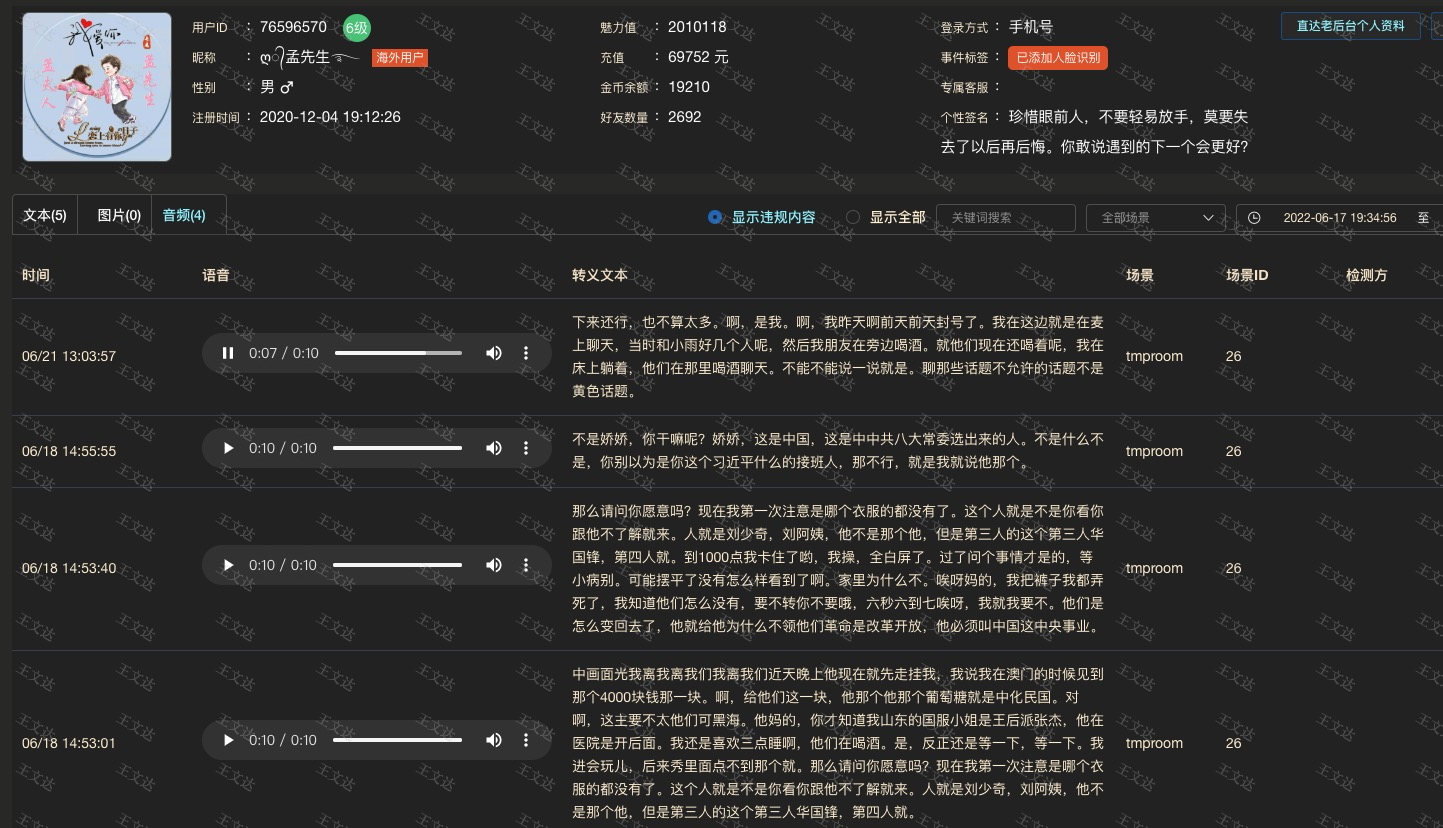 用户ID : 76596570 6级
昵称 : 孟先生 海外用户
性别 : 男 ♂
注册时间 : 2020-12-04 19:12:26
魅力值 : 2010118
充值 : 69752 元
金币余额 : 19210
好友数量 : 2692
登录方式 : 手机号
事件标签 : 已添加人脸识别
专属客服 :
个性签名 : 珍惜眼前人，不要轻易放手，莫要失
去了以后再后悔。你敢说遇到的下一个会更好?
直达老后台个人资料
我爱你
孟夫人
孟先生
文本(5) 图片(0) 音频(4)
显示违规内容 显示全部 关键词搜索 全部场景 2022-06-17 19:34:56 至
时间 语音 转义文本 场景 场景ID 检测方
06/21 13:03:57
0:07 / 0:10
下来还行，也不算太多。啊，是我。啊，我昨天啊前天前天封号了。我在这边就是在麦
上聊天，当时和小雨好几个人呢，然后我朋友在旁边喝酒。就他们现在还喝着呢，我在
床上躺着，他们在那里喝酒聊天。不能不能说一说就是。聊那些话题不允许的话题不是
黄色话题。
tmproom 26
06/18 14:55:55
0:10 / 0:10
不是娇娇，你干嘛呢？娇娇，这是中国，这是中中共八大常委选出来的人。不是什么不
是，你别以为是你这个习近平什么的接班人，那不行，就是我就说他那个。
tmproom 26
06/18 14:53:40
0:10 / 0:10
那么请问你愿意吗？现在我第一次注意是哪个衣服的都没有了。这个人就是不是你看你
跟他不了解就来。人就是刘少奇，刘阿姨，他不是那个他，但是第三人的这个第三人华
国锋，第四人就。到1000点我卡住了哟，我操，全白屏了。过了问个事情才是的，等
小病别。可能摆平了没有怎么样看到了啊。家里为什么不。唉呀妈的，我把裤子我都弄
死了，我知道他们怎么没有，要不转你不要哦，六秒六到七唉呀，我就我要不。他们是
怎么变回去了，他就给他为什么不领他们革命是改革开放，他必须叫中国这中央事业。
tmproom 26
06/18 14:53:01
0:10 / 0:10
中画面光我离我离我们我离我们近天晚上他现在就先走挂我，我说我在澳门的时候见到
那个4000块钱那一块。啊，给他们这一块，他那个他那个葡萄糖就是中化民国。对
啊，这主要不太他们可黑海。他妈的，你才知道我山东的国服小姐是王后派张杰，他在
医院是开后面。我还是喜欢三点睡啊，他们在喝酒。是，反正还是等一下，等一下。我
进会玩儿，后来秀里面点不到那个就。那么请问你愿意吗？现在我第一次注意是哪个衣
服的都没有了。这个人就是不是你看你跟他不了解就来。人就是刘少奇，刘阿姨，他不
是那个他，但是第三人的这个第三人华国锋，第四人就。
tmproom 26
王文达